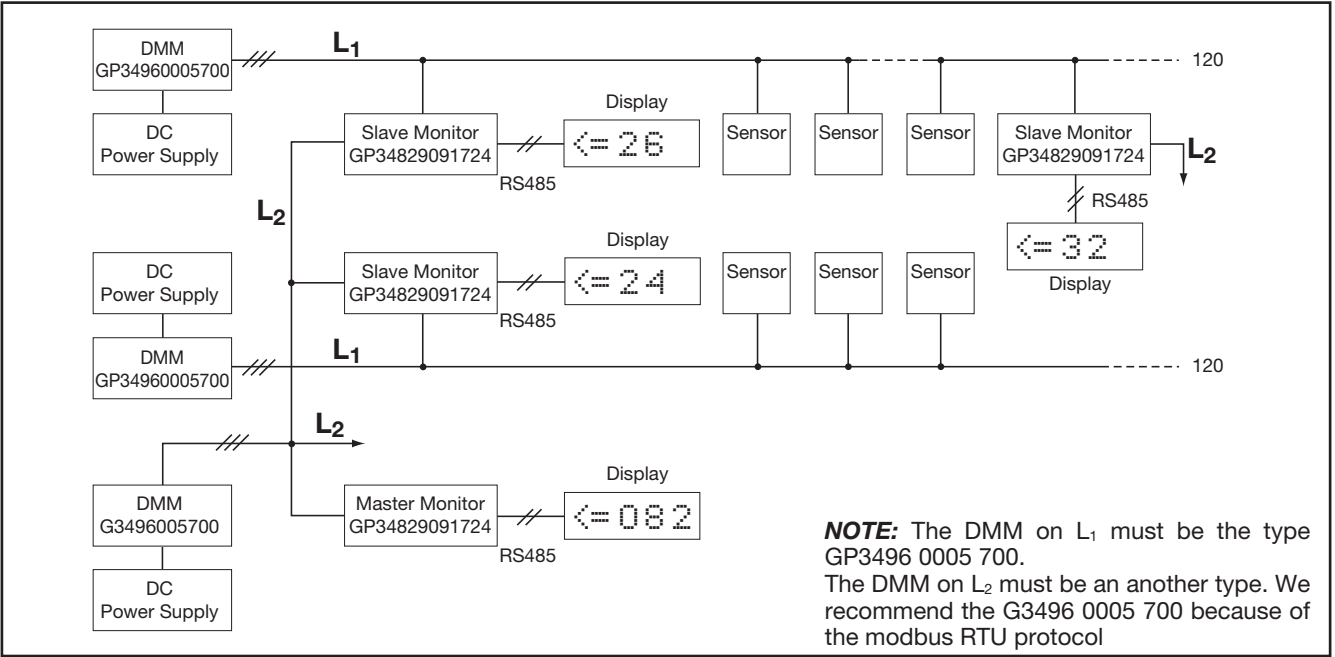 DMM
GP34960005700
L1
120
DC
Power Supply
Slave Monitor
GP34829091724
RS485
Display
<=26
Sensor
Sensor
Sensor
Slave Monitor
GP34829091724
L2
RS485
<=32
Display
L2
DC
Power Supply
DMM
GP34960005700
Slave Monitor
GP34829091724
RS485
Display
<=24
Sensor
Sensor
Sensor
L1
120
L2
DMM
G3496005700
DC
Power Supply
Master Monitor
GP34829091724
RS485
Display
<=082
NOTE: The DMM on L1 must be the type
GP3496 0005 700.
The DMM on L2 must be an another type. We
recommend the G3496 0005 700 because of
the modbus RTU protocol